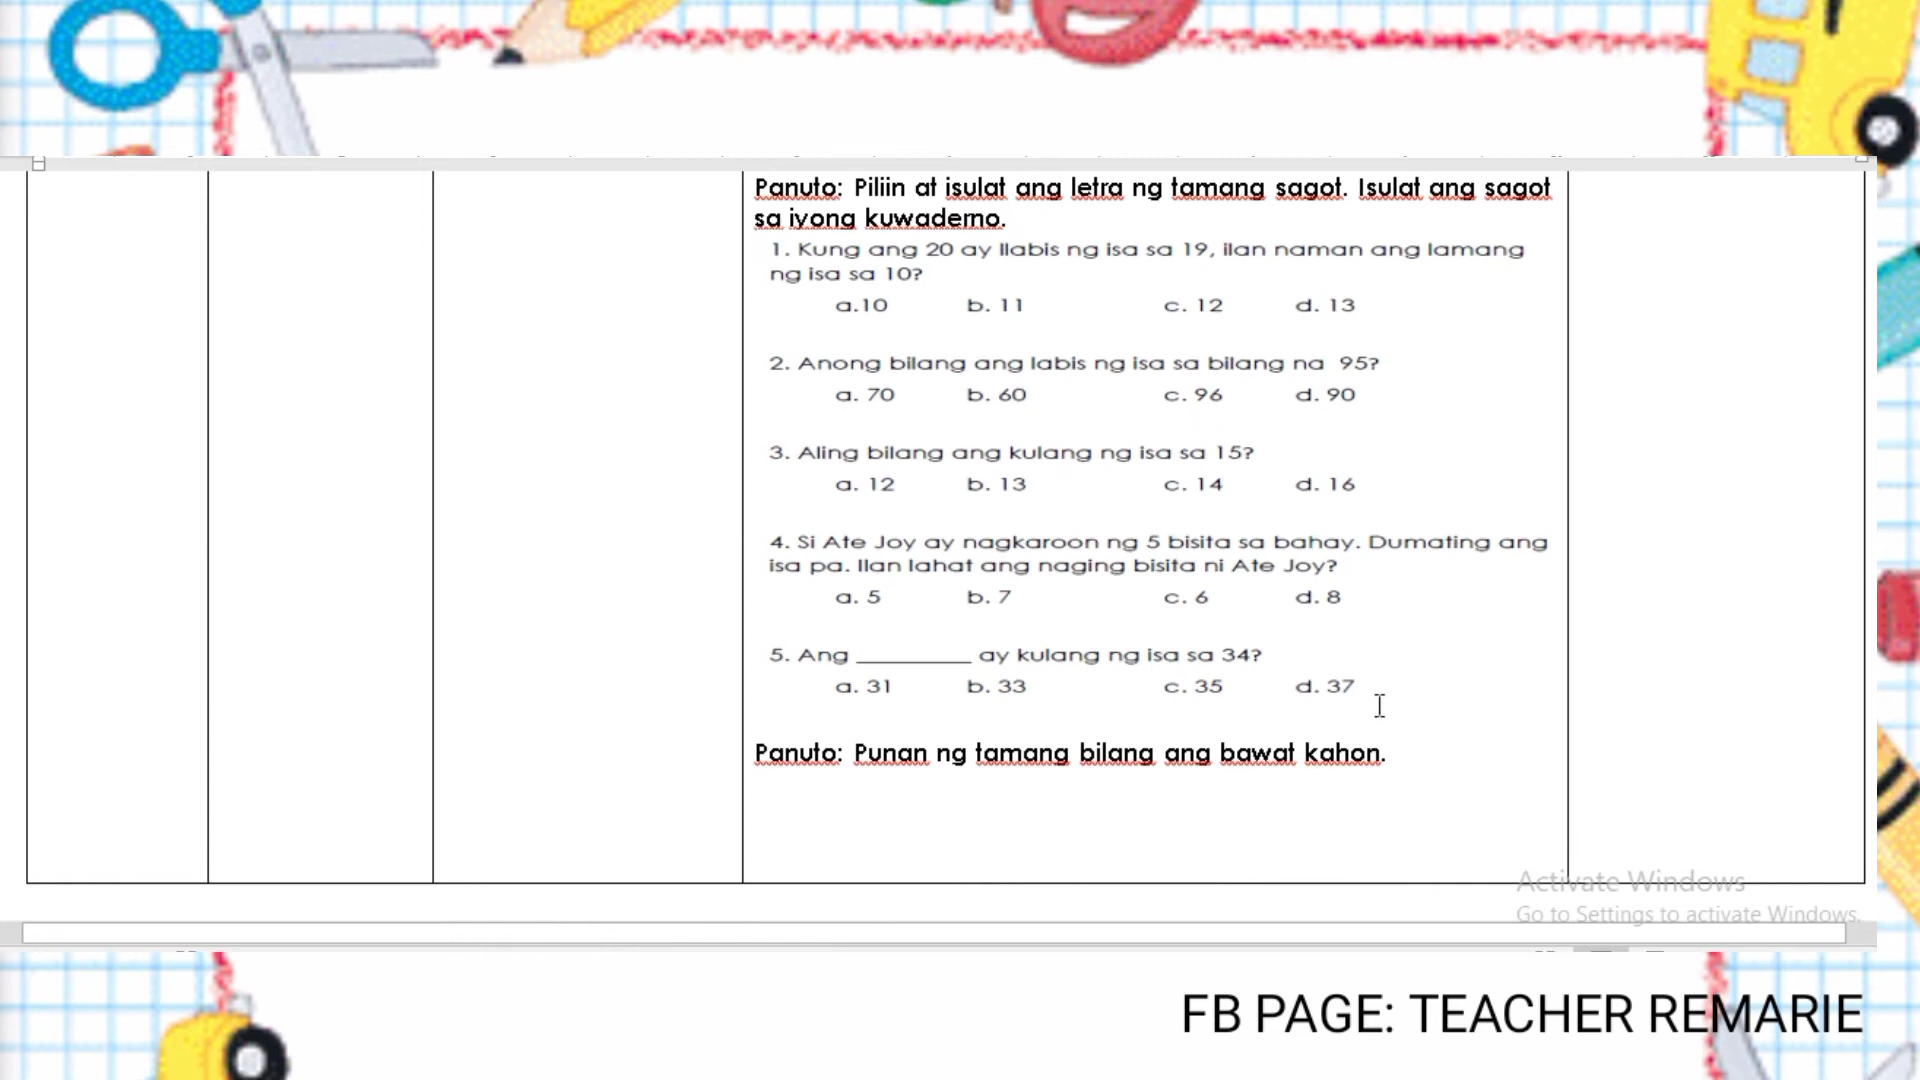 Panuto: Piliin at isulat ang letra ng tamang sagot. Isulat ang sagot
sa iyong kuwaderno.
1. Kung ang 20 ay llabis ng isa sa 19, ilan naman ang lamang
ng isa sa 10?
a.10 b. 11 c. 12 d. 13
2. Anong bilang ang labis ng isa sa bilang na 95?
a. 70 b. 60 c. 96 d. 90
3. Aling bilang ang kulang ng isa sa 15?
a. 12 b. 13 c. 14 d. 16
4. Si Ate Joy ay nagkaroon ng 5 bisita sa bahay. Dumating ang
isa pa. Ilan lahat ang naging bisita ni Ate Joy?
a. 5 b. 7 c. 6 d. 8
5. Ang _________ ay kulang ng isa sa 34?
a. 31 b. 33 c. 35 d. 37
Panuto: Punan ng tamang bilang ang bawat kahon.
Activate Windows
Go to Settings to activate Windows.
FB PAGE: TEACHER REMARIE